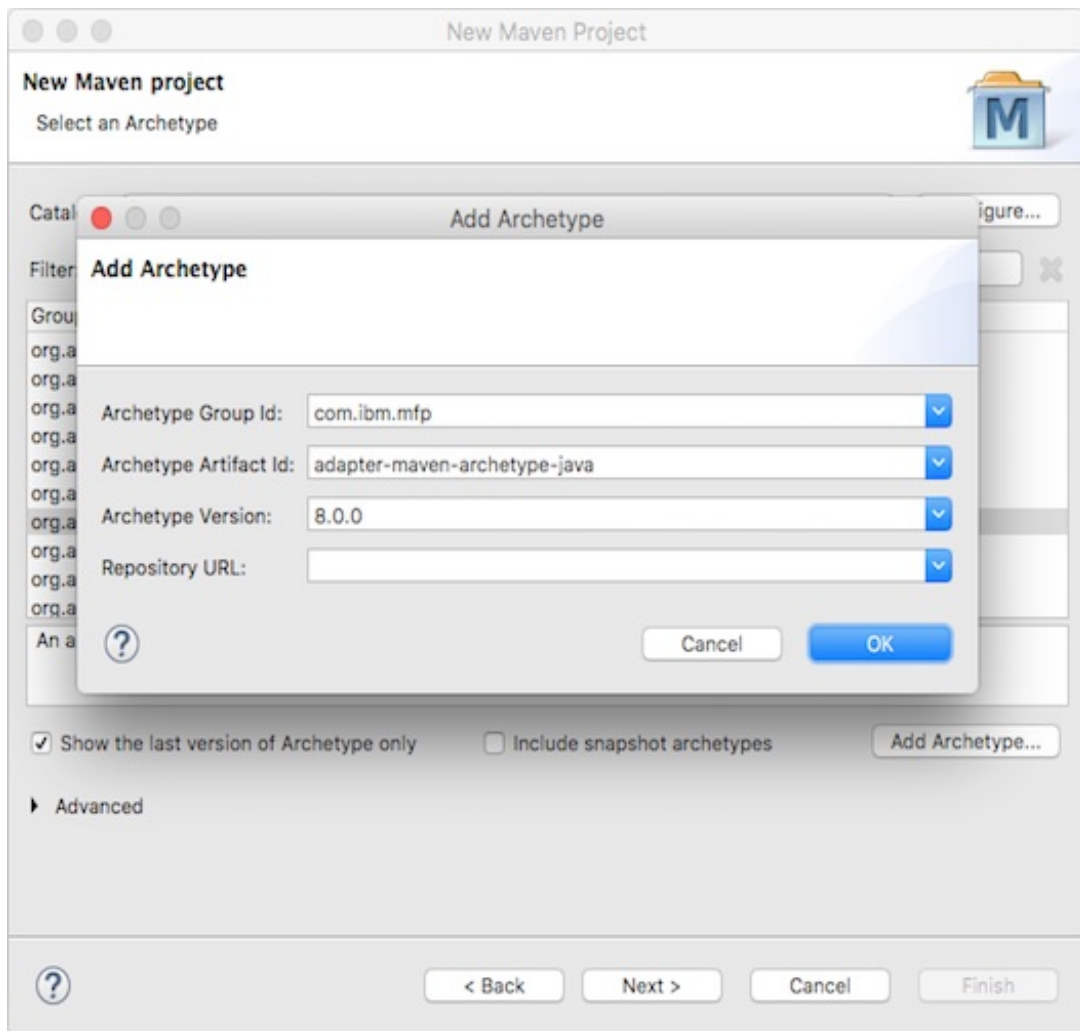 New Maven Project
New Maven project
Select an Archetype
M
Add Archetype
Add Archetype
Archetype Group Id: com.ibm.mfp
Archetype Artifact Id: adapter-maven-archetype-java
Archetype Version: 8.0.0
Repository URL:
Cancel OK
Catal
igure...
Filter
Grou
org.a
org.a
org.a
org.a
org.a
org.a
org.a
org.a
org.a
org.a
An a
Show the last version of Archetype only Include snapshot archetypes Add Archetype...
Advanced
< Back Next > Cancel Finish